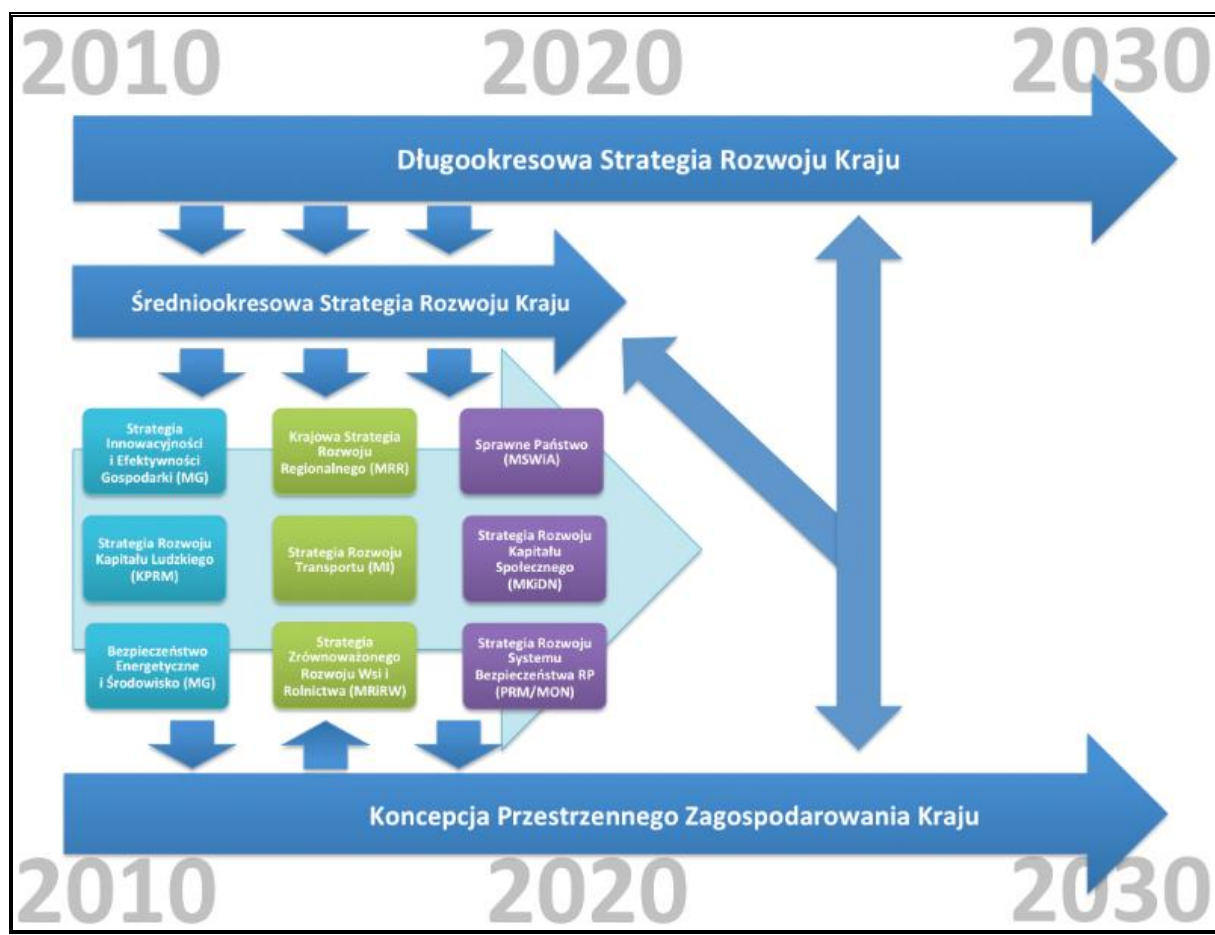 2010 2020 2030
Długookresowa Strategia Rozwoju Kraju
Średniookresowa Strategia Rozwoju Kraju
Strategia
Innowacyjności
i Efektywności
Gospodarki (MG)
Krajowa Strategia
Rozwoju
Regionalnego (MRR)
Sprawne Państwo
(MSWiA)
Strategia Rozwoju
Kapitału Ludzkiego
(KPRM)
Strategia Rozwoju
Transportu (MI)
Strategia Rozwoju
Kapitału
Społecznego
(MKiDN)
Bezpieczeństwo
Energetyczne
i Środowisko (MG)
Strategia
Zrównoważonego
Rozwoju Wsi i
Rolnictwa (MRiRW)
Strategia Rozwoju
Systemu
Bezpieczeństwa RP
(PRM/MON)
Koncepcja Przestrzennego Zagospodarowania Kraju
2010 2020 2030